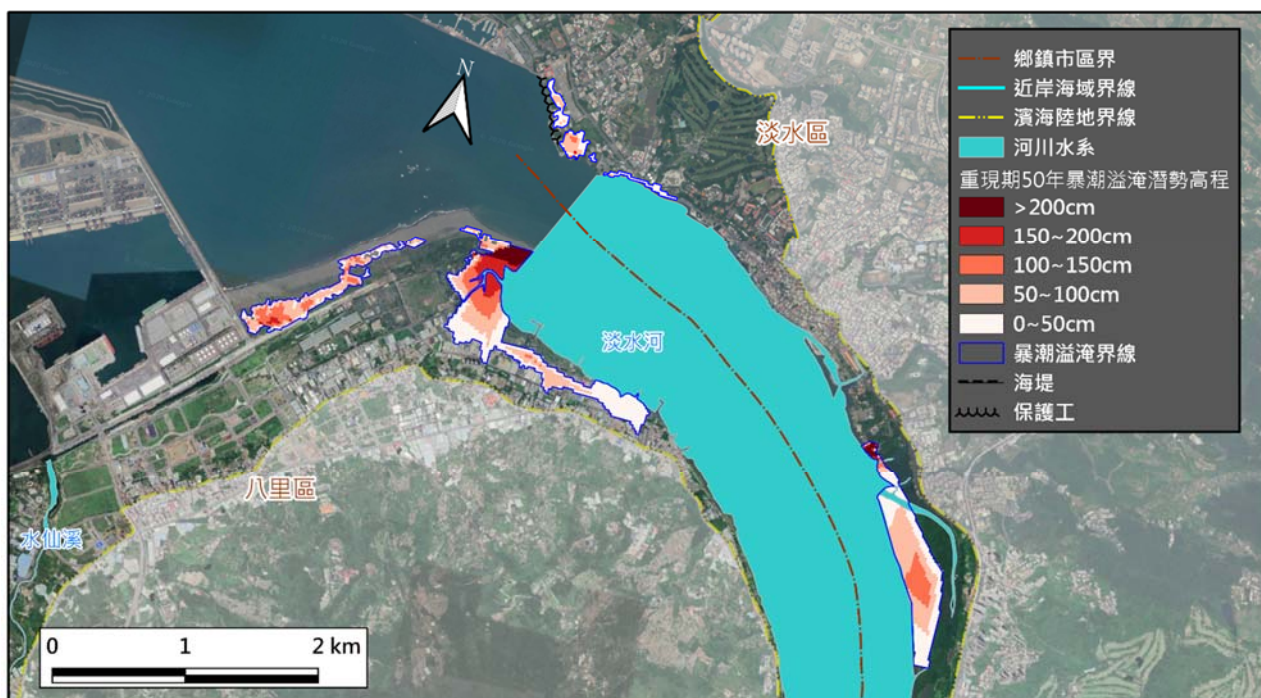 N
淡水區
淡水河
八里區
水仙溪
0 1 2 km
鄉鎮市區界
近岸海域界線
濱海陸地界線
河川水系
重現期50年暴潮溢淹潛勢高程
>200cm
150~200cm
100~150cm
50~100cm
0~50cm
暴潮溢淹界線
海堤
保護工